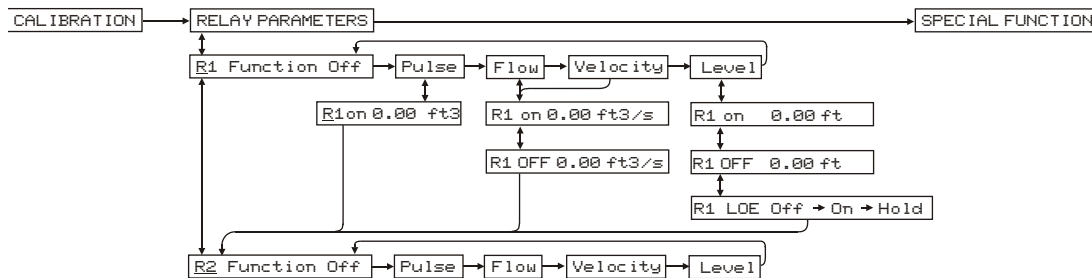 CALIBRATION RELAY PARAMETERS SPECIAL FUNCTION
R1 Function Off Pulse Flow Velocity Level
R1on 0.00 ft3 R1 on 0.00 ft3/s R1 on 0.00 ft
R1 OFF 0.00 ft3/s R1 OFF 0.00 ft
R1 LOE Off → On → Hold
R2 Function Off Pulse Flow Velocity Level